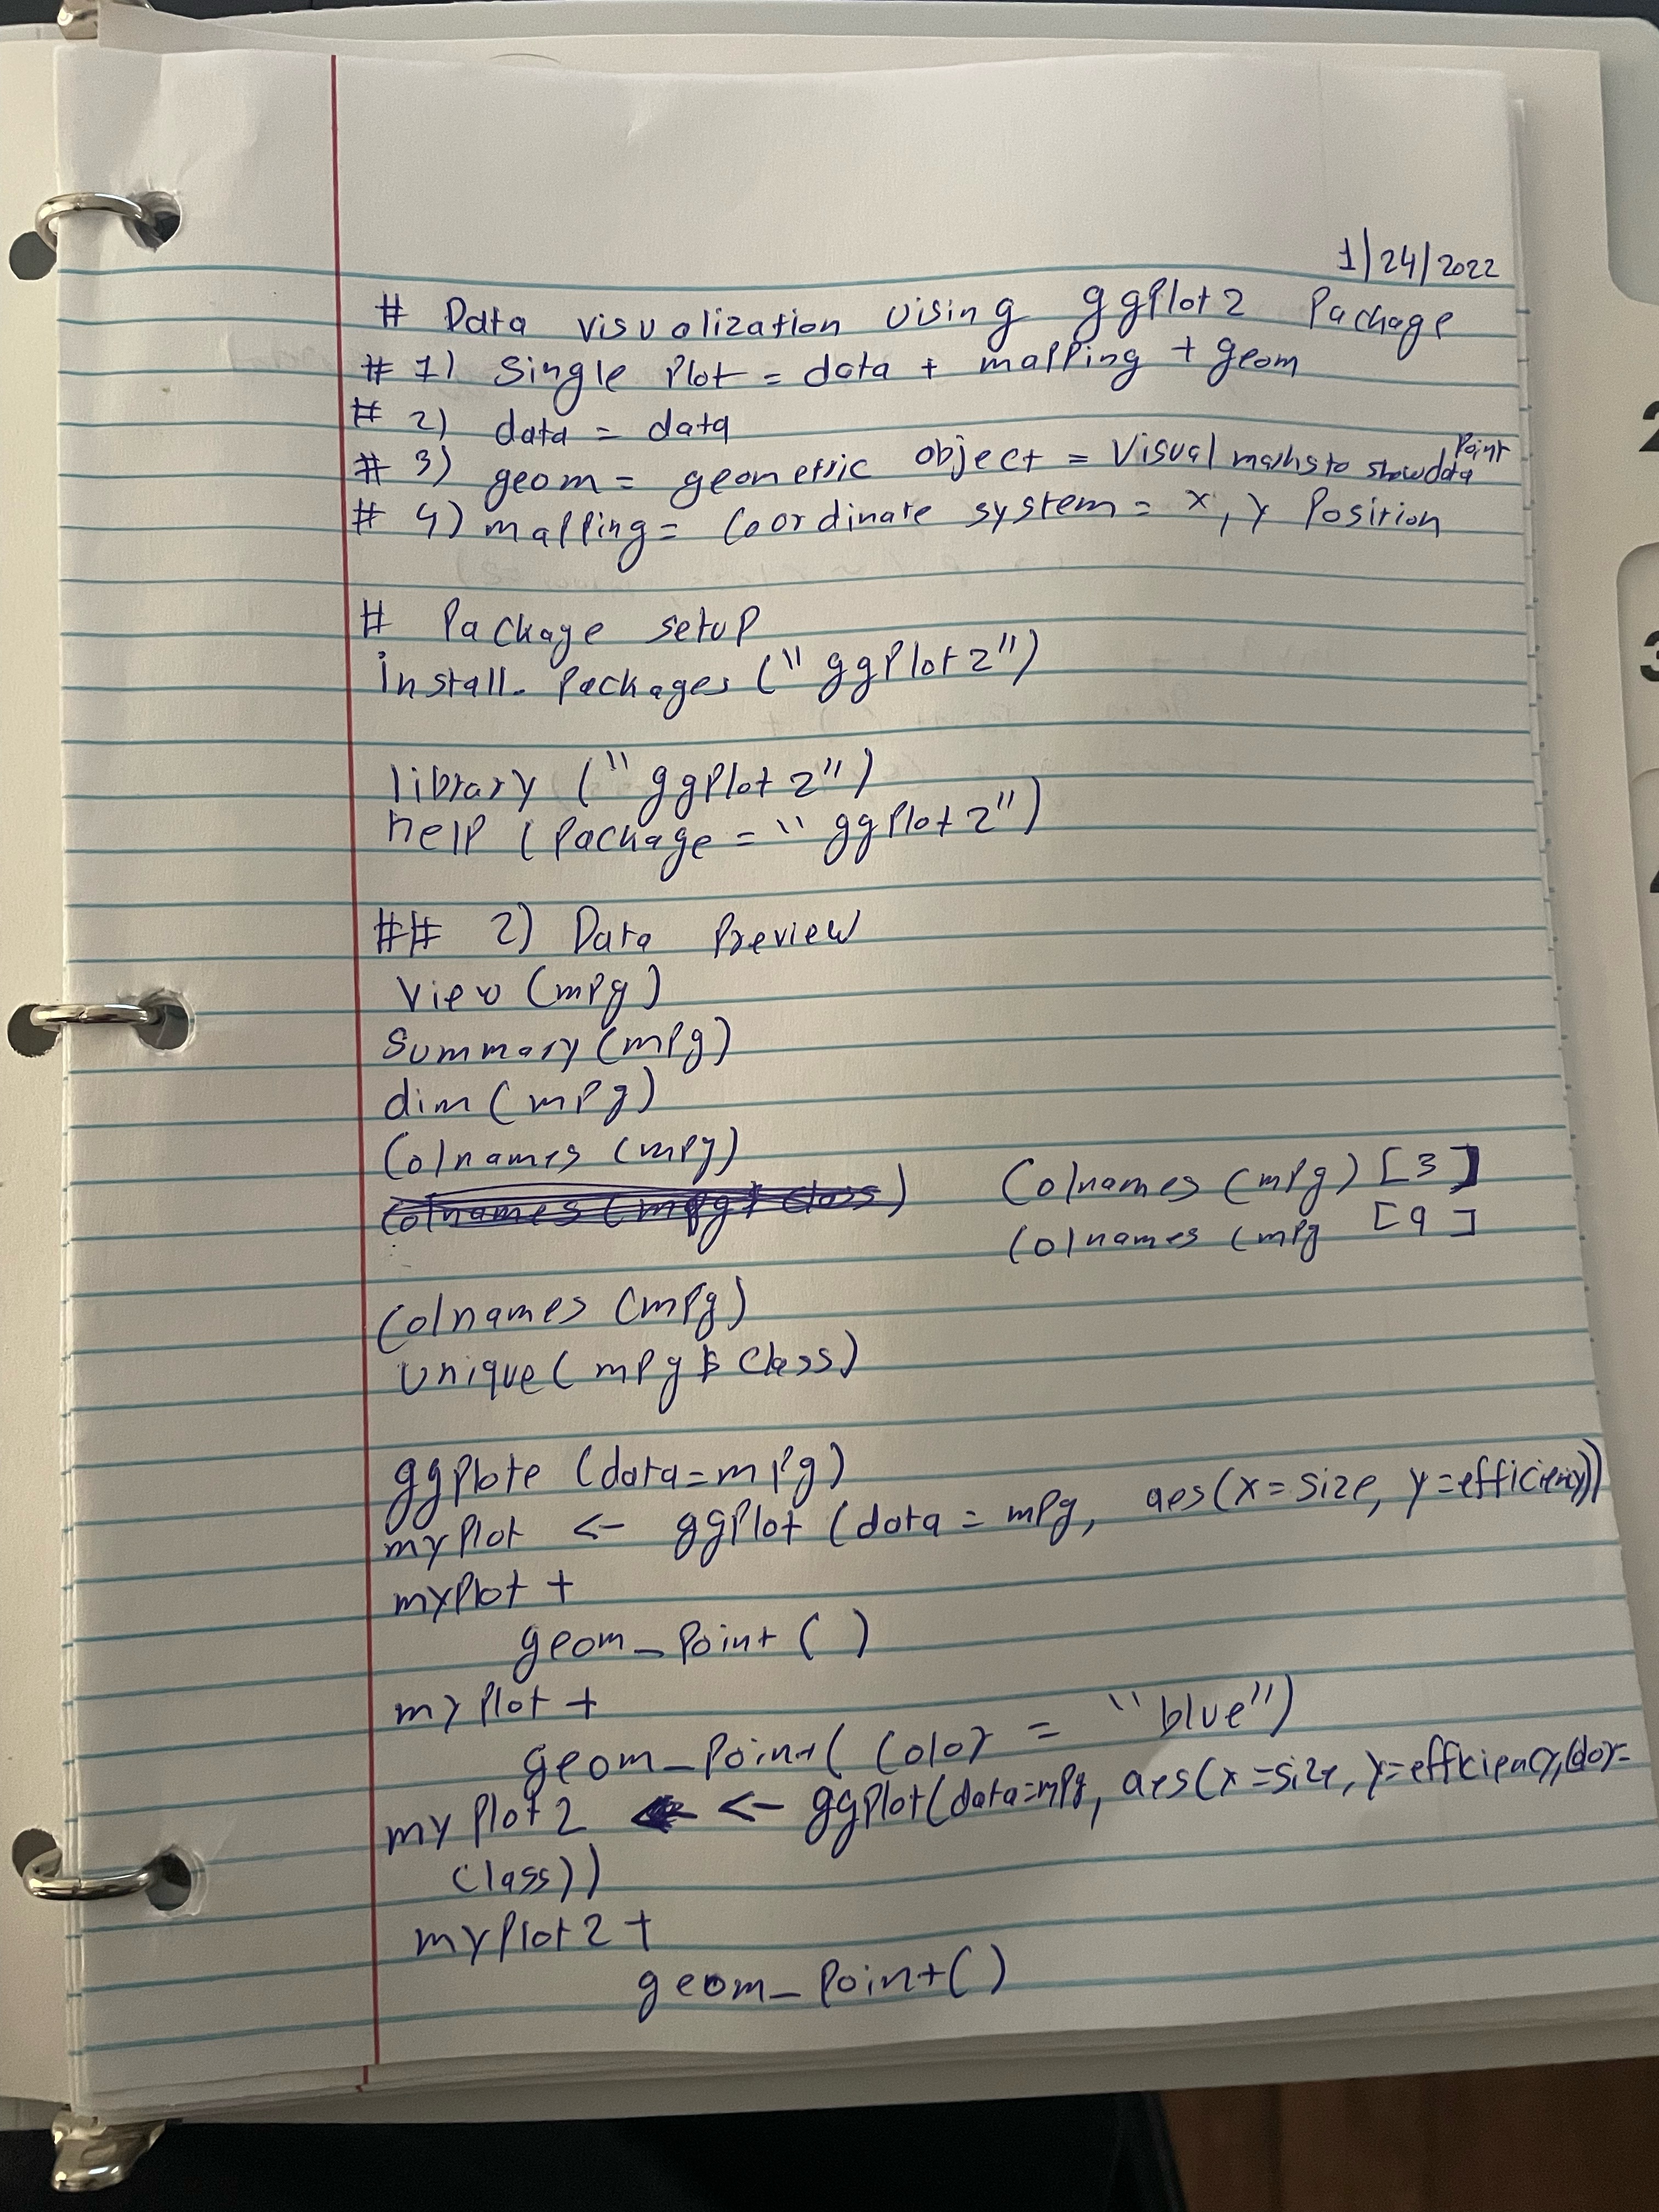 1/24/2022
# Data visualization Using ggPlot2 Package
# 1) Single Plot = data + mapping + geom
# 2) data = data
# 3) geom = geometric object = Visual marks to show data Point
# 4) mapping = Coordinate system = x, y Position
# Package setup
install. Packages ("ggPlot2")
library ("ggPlot2")
help (Package = "ggPlot2")
## 2) Data Preview
View (mpg)
Summary (mpg)
dim (mpg)
Colnames (mpg)
Colnames (mpg $ class) Colnames (mpg) [3]
Colnames (mpg [9]
Colnames (mpg)
Unique (mpg $ Class)
ggPlote (data=mpg)
myPlot <- ggPlot (data = mpg, aes(x=size, y=efficiency))
myPlot +
geom_Point ( )
myPlot +
geom_Point( Color = "blue")
myPlot2 <- ggPlot(data=mpg, aes(x=size, y=efficiency, Color=
Class))
myPlot2 +
geom_Point()
2
3